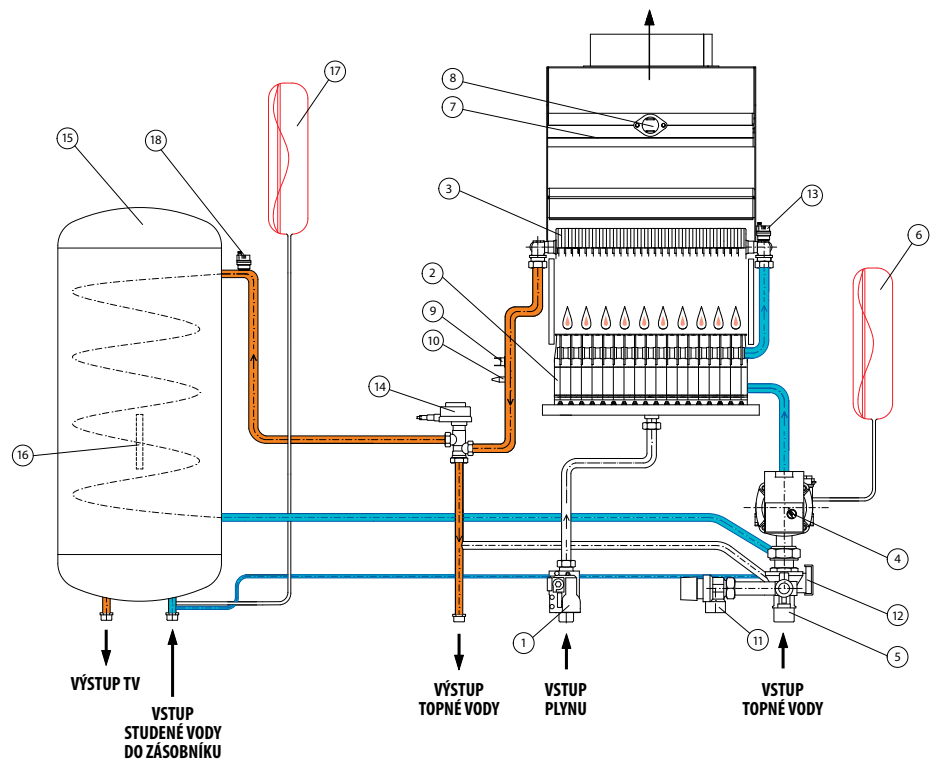 17
8
7
15
18
13
3
6
2
9
10
14
16
4
12
1
11
5
VÝSTUP TV
VSTUP
STUDENÉ VODY
DO ZÁSOBNÍKU
VÝSTUP
TOPNÉ VODY
VSTUP
PLYNU
VSTUP
TOPNÉ VODY